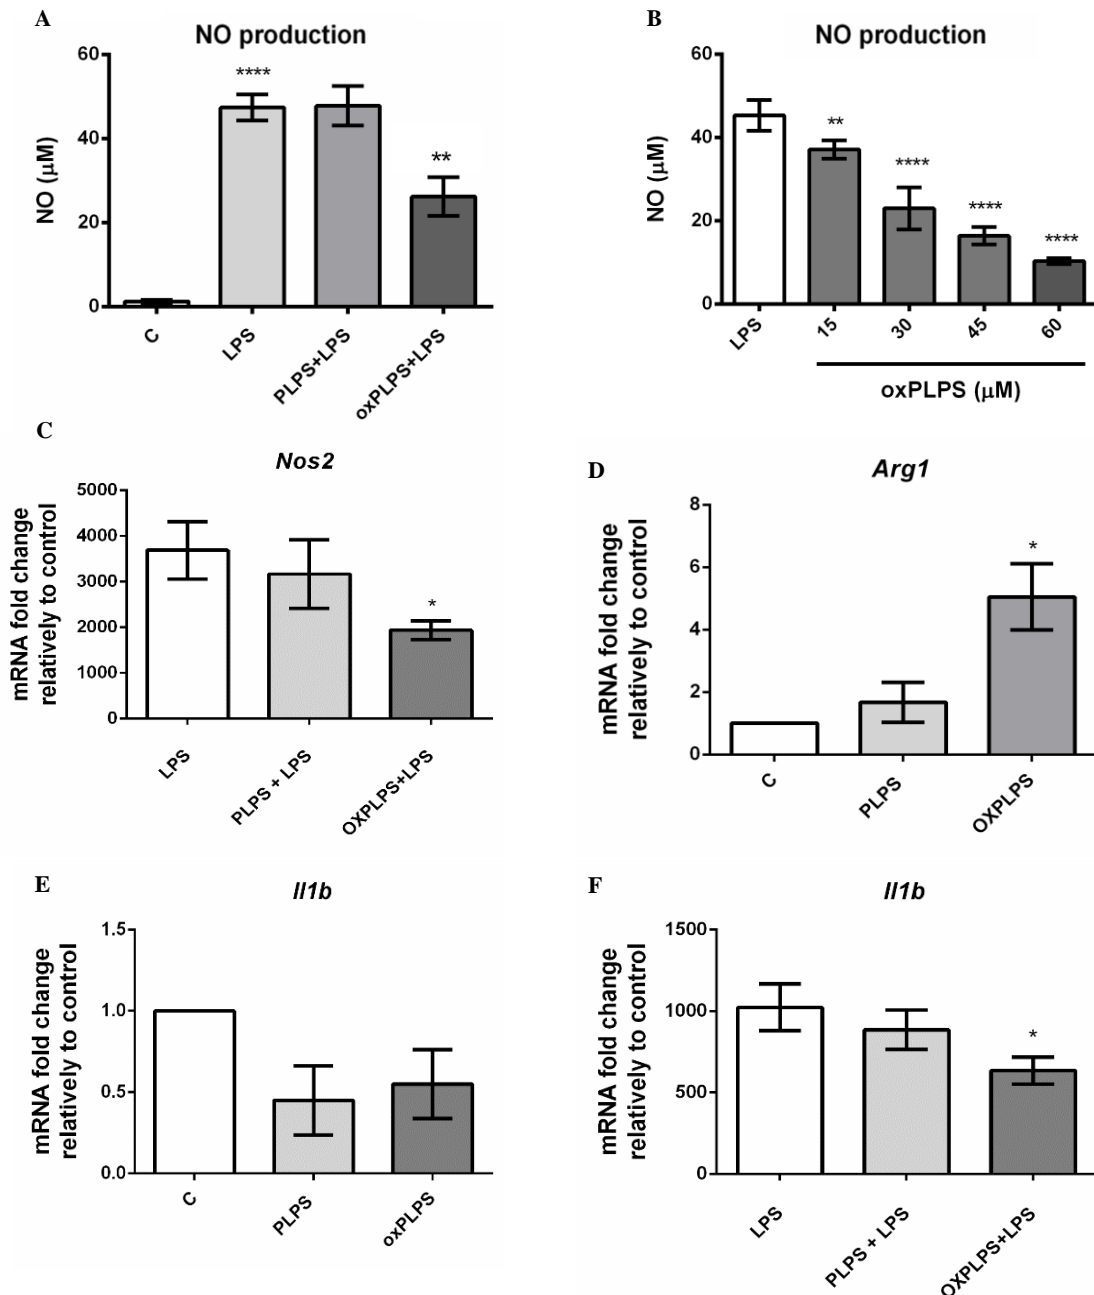 A
NO production
NO (μM)
60
40
20
0
****
**
C
LPS
PLPS+LPS
oxPLPS+LPS
B
NO production
NO (μM)
60
40
20
0
**
****
****
****
LPS
15
30
45
60
oxPLPS (μM)
C
Nos2
mRNA fold change
relatively to control
5000
4000
3000
2000
1000
0
*
LPS
PLPS + LPS
OXPLPS+LPS
D
Arg1
mRNA fold change
relatively to control
8
6
4
2
0
*
C
PLPS
OXPLPS
E
Il1b
mRNA fold change
relatively to control
1.5
1.0
0.5
0.0
C
PLPS
oxPLPS
F
Il1b
mRNA fold change
relatively to control
1500
1000
500
0
*
LPS
PLPS + LPS
OXPLPS+LPS